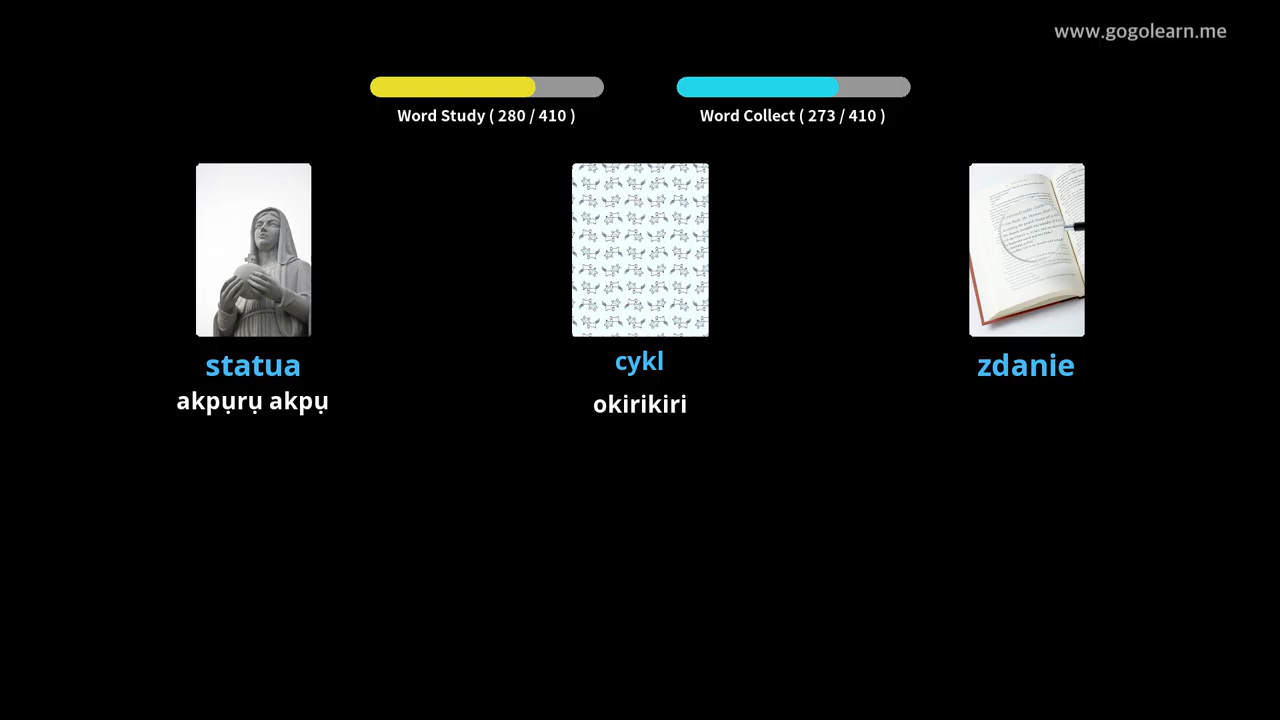 www.gogolearn.me
Word Study ( 280 / 410 )
Word Collect ( 273 / 410 )
statua
cykl
zdanie
akpụrụ akpụ
okirikiri